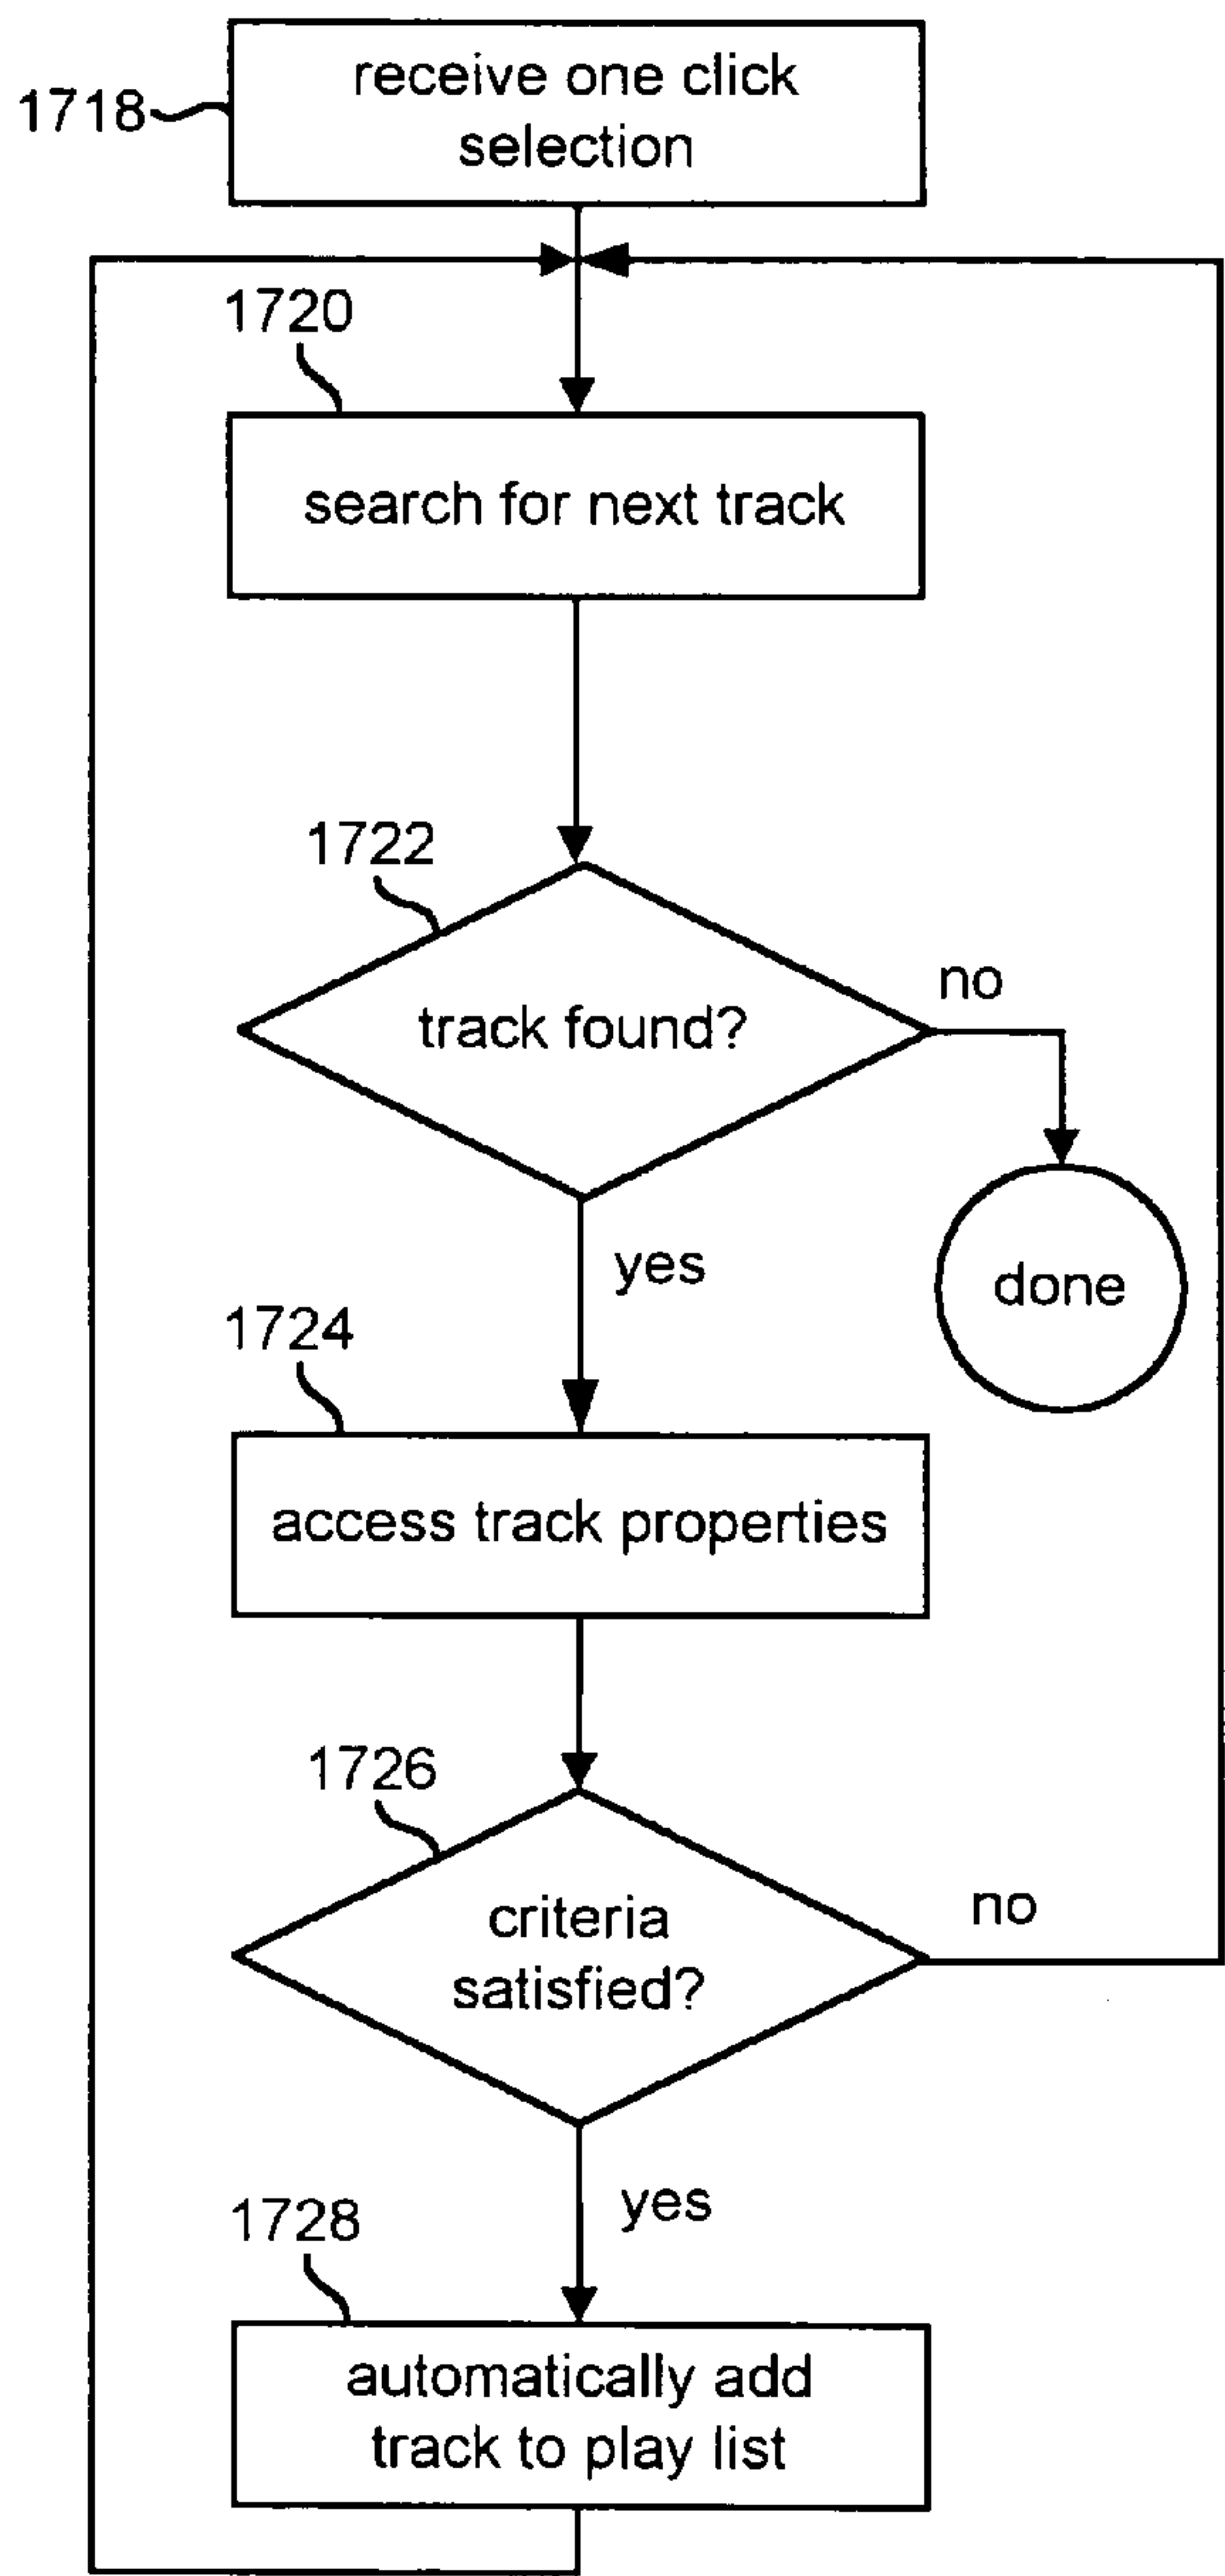 receive one click
selection
1718
1720
search for next track
1722
track found?
no
done
yes
1724
access track properties
1726
criteria
satisfied?
no
yes
1728
automatically add
track to play list